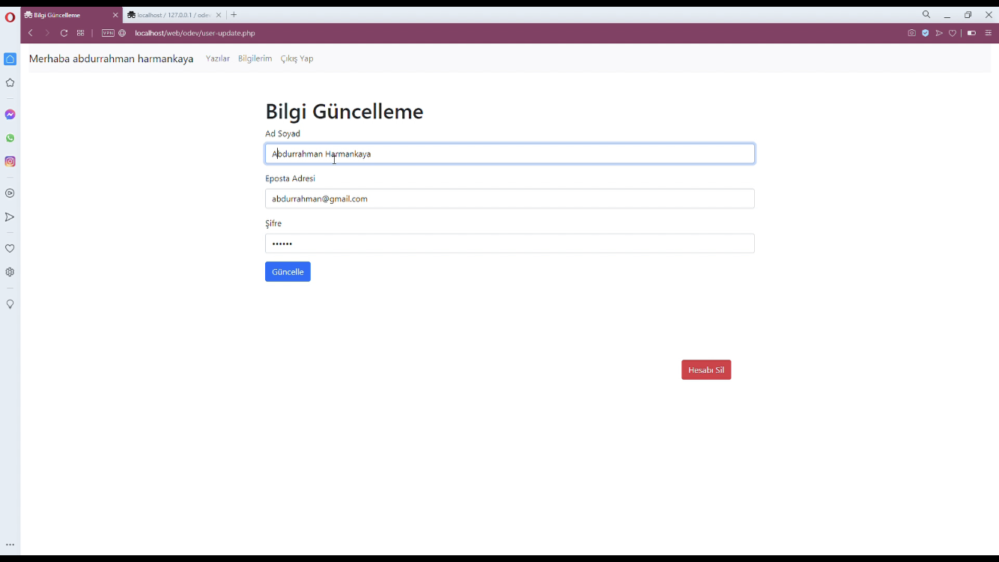 Bilgi Güncelleme
localhost / 127.0.0.1 / odev
VPN
localhost/web/odev/user-update.php
Merhaba abdurrahman harmankaya Yazılar Bilgilerim Çıkış Yap
Bilgi Güncelleme
Ad Soyad
Abdurrahman Harmankaya
Eposta Adresi
abdurrahman@gmail.com
Şifre
••••••
Güncelle
Hesabı Sil